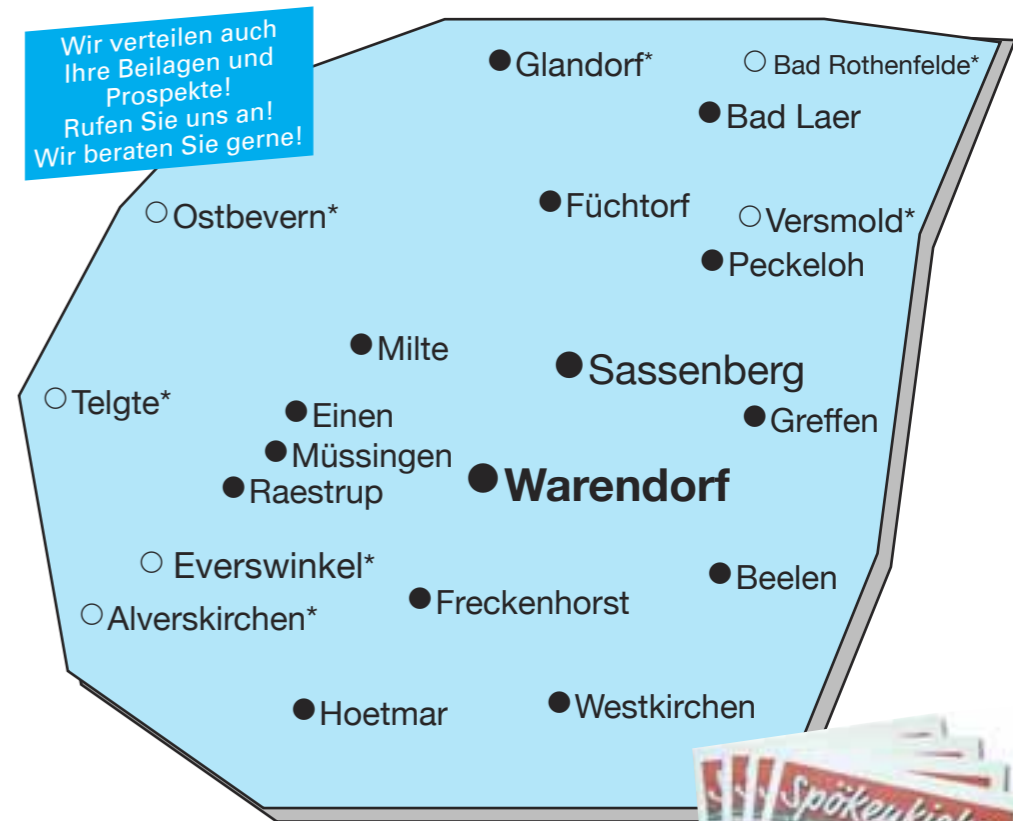 Wir verteilen auch
Ihre Beilagen und
Prospekte!
Rufen Sie uns an!
Wir beraten Sie gerne!
Glandorf*
Bad Rothenfelde*
Bad Laer
Ostbevern*
Füchtorf
Versmold*
Peckeloh
Milte
Sassenberg
Telgte*
Einen
Greffen
Müssingen
Raestrup
Warendorf
Everswinkel*
Beelen
Alverskirchen*
Freckenhorst
Hoetmar
Westkirchen